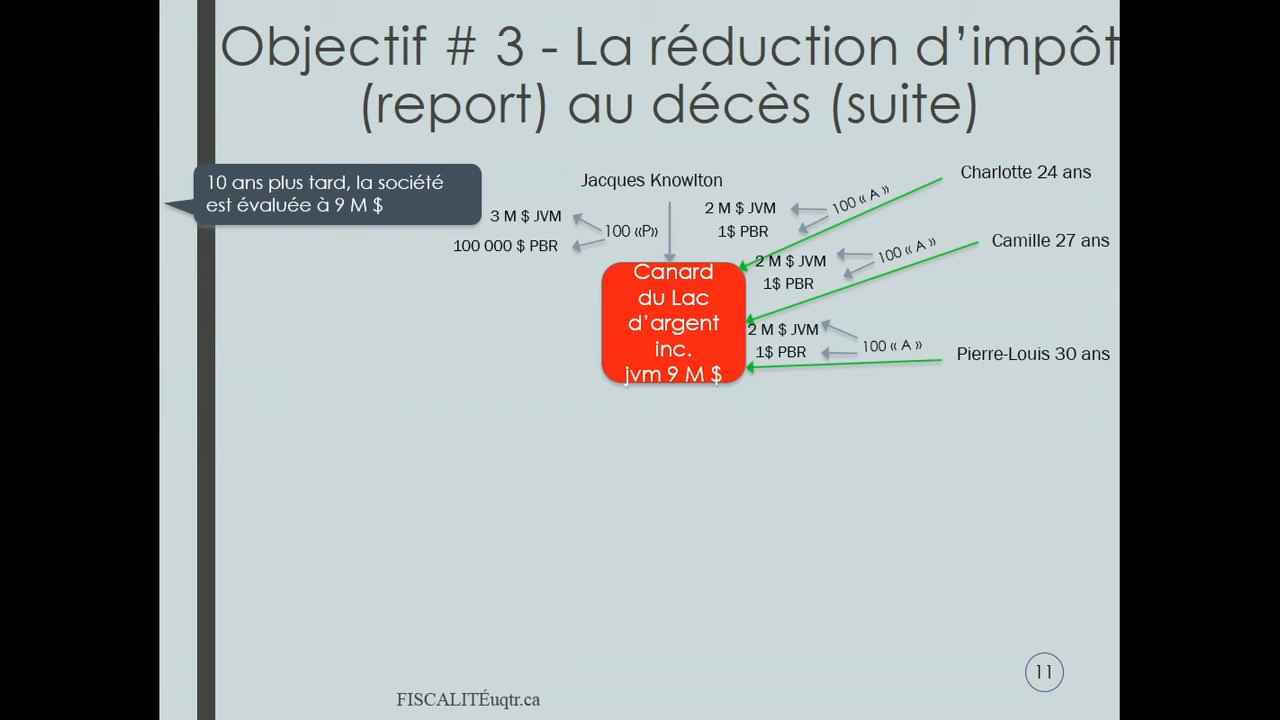 Objectif # 3 - La réduction d’impôt
(report) au décès (suite)
10 ans plus tard, la société
est évaluée à 9 M $
Jacques Knowlton
3 M $ JVM
100 000 $ PBR
100 «P»
2 M $ JVM
1$ PBR
100 « A »
Charlotte 24 ans
2 M $ JVM
1$ PBR
100 « A »
Camille 27 ans
2 M $ JVM
1$ PBR
100 « A »
Pierre-Louis 30 ans
Canard
du Lac
d’argent
inc.
jvm 9 M $
FISCALITÉuqtr.ca
11